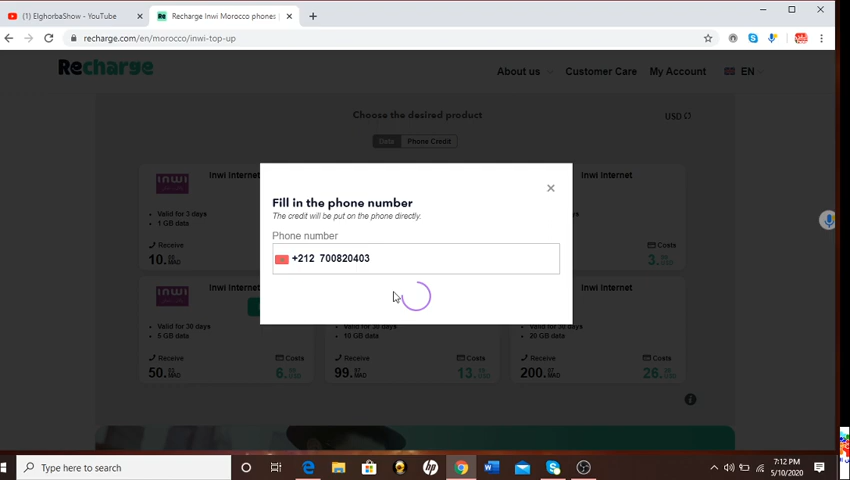 (1) ElghorbaShow - YouTube
Recharge Inwi Morocco phones
recharge.com/en/morocco/inwi-top-up
Recharge
About us
Customer Care
My Account
EN
Choose the desired product
USD
Data
Phone Credit
inwi
Inwi Internet
Inwi Internet
Valid for 3 days
1 GB data
Receive
10.
MAD
Costs
3.
Fill in the phone number
The credit will be put on the phone directly.
Phone number
+212 700820403
inwi
Inwi Internet
Inwi Internet
Valid for 30 days
5 GB data
Valid for 30 days
10 GB data
Valid for 30 days
20 GB data
Receive
Costs
50.
MAD
6.
Receive
Costs
99.
MAD
13.
Receive
Costs
200.
MAD
26.
Type here to search
7:12 PM
5/10/2020